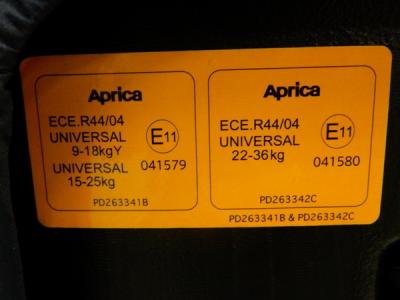 Aprica
ECE.R44/04
UNIVERSAL
9-18kgY
E11
UNIVERSAL
041579
15-25kg
PD263341B
Aprica
ECE.R44/04
UNIVERSAL
E11
22-36kg
041580
PD263342C
PD263341B & PD263342C